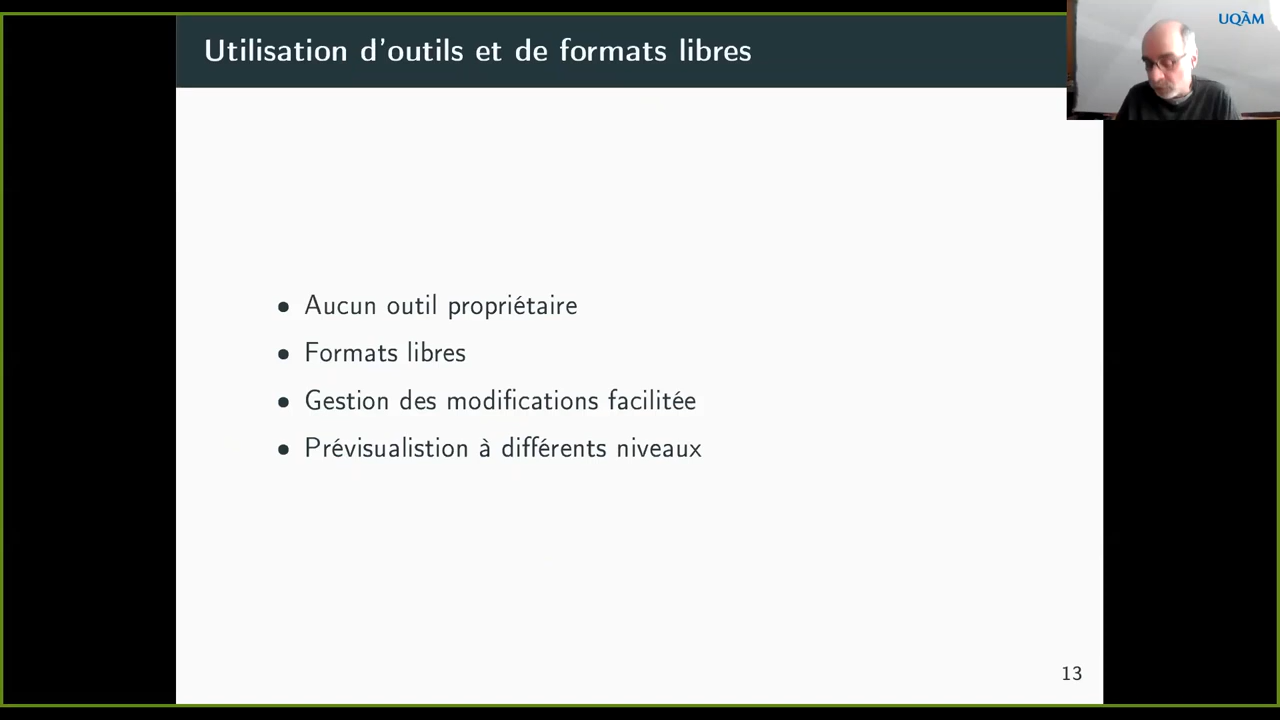 Utilisation d'outils et de formats libres
UQÀM
• Aucun outil propriétaire
• Formats libres
• Gestion des modifications facilitée
• Prévisualistion à différents niveaux
13